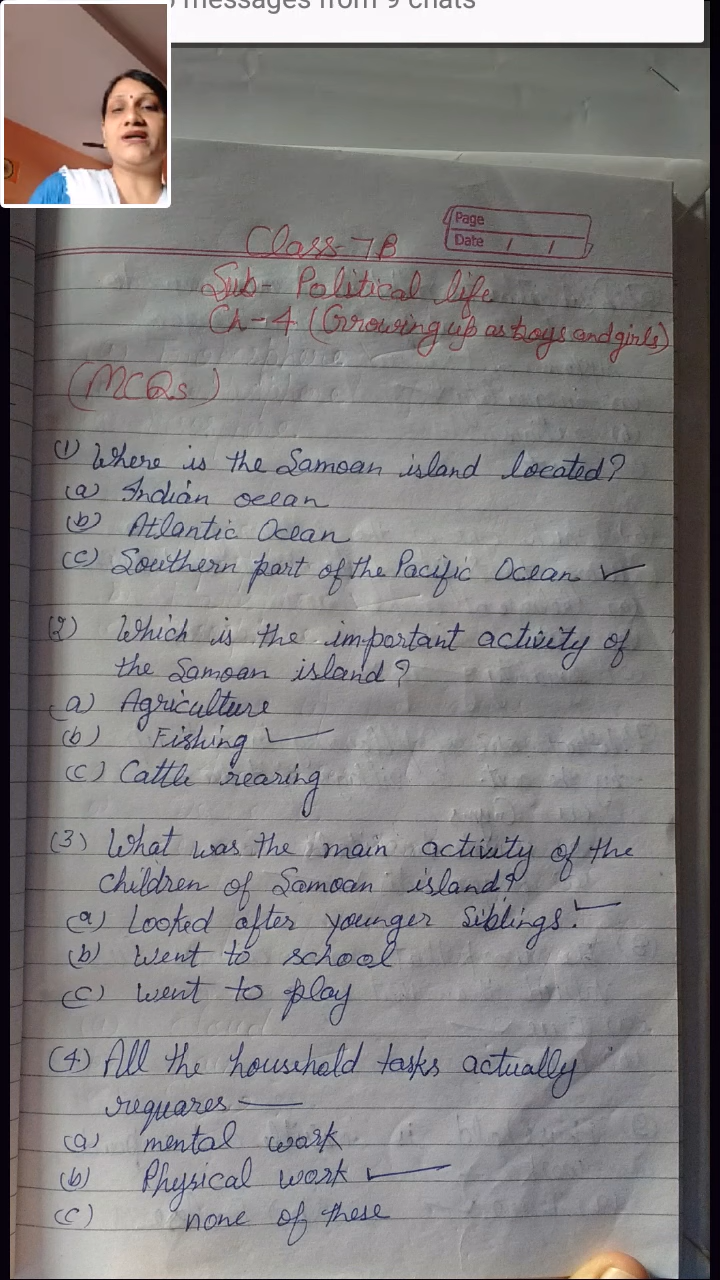 messages from 9 chats
Page
Date / /
Class-7B
Sub- Political life
Ch-4 (Growing up as boys and girls)
(MCQs)
(1) Where is the Samoan island located?
(a) Indian ocean
(b) Atlantic Ocean
(c) Southern part of the Pacific Ocean ✓
(2) Which is the important activity of
the Samoan island?
(a) Agriculture
(b) Fishing ✓
(c) Cattle rearing
(3) What was the main activity of the
children of Samoan island?
(a) Looked after younger siblings. ✓
(b) Went to school
(c) went to play
(4) All the household tasks actually
requares —
(a) mental work
(b) Physical work ✓
(c) none of these